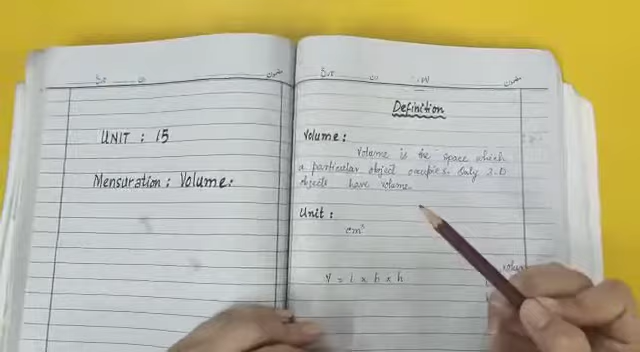 UNIT : 15
Mensuration : Volume :
Definition
Volume :
Volume is the space which
a particular object occupies. Only 3-D
objects have volume
Unit :
cm³
V = l × b × h